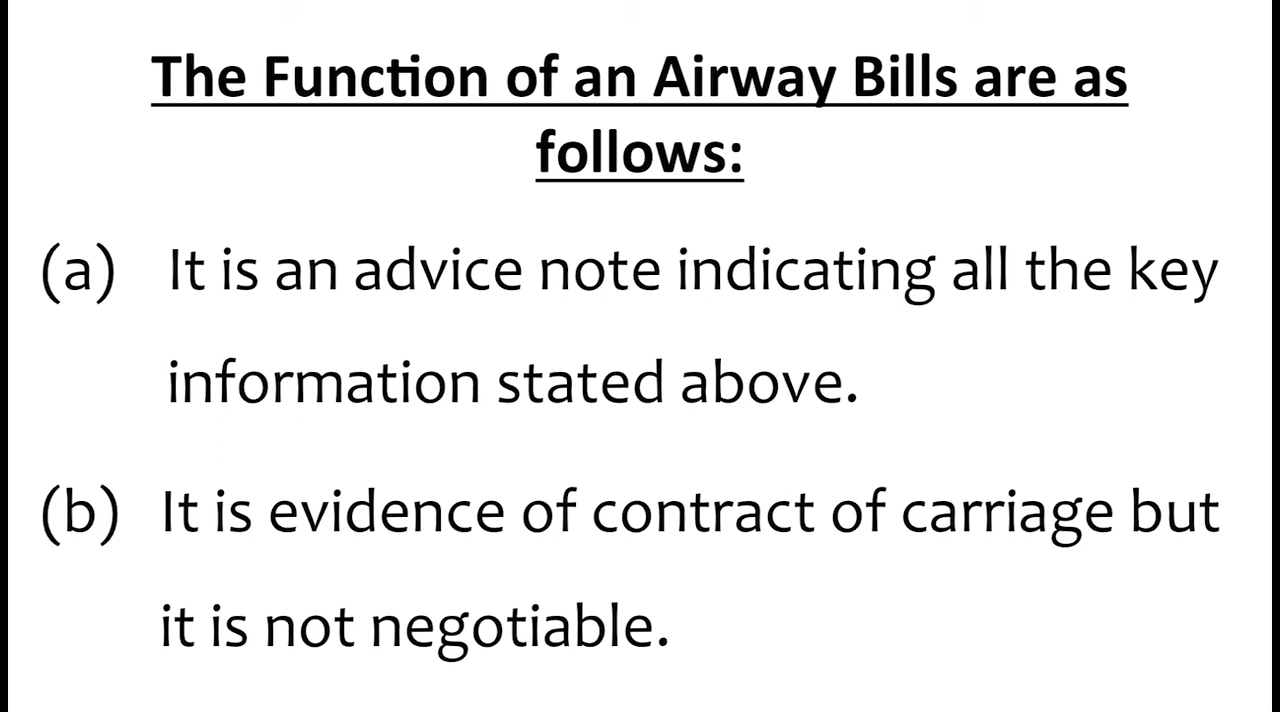 The Function of an Airway Bills are as
follows:
(a) It is an advice note indicating all the key
information stated above.
(b) It is evidence of contract of carriage but
it is not negotiable.